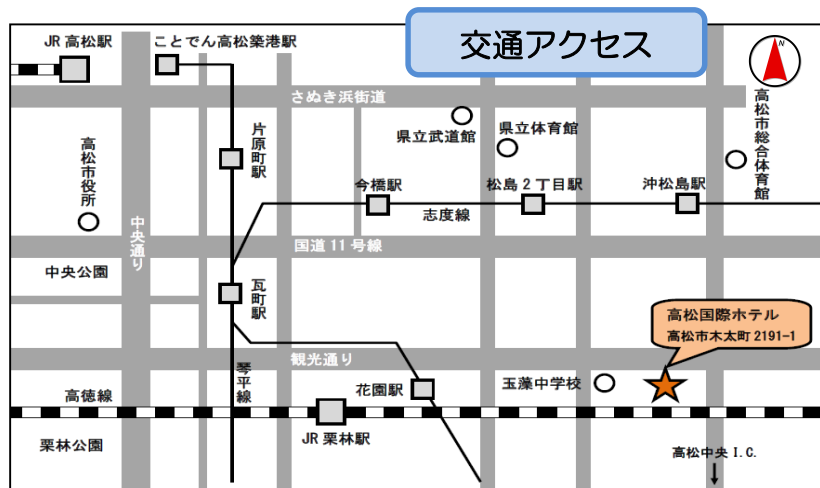 交通アクセス
JR 高松駅
ことでん高松築港駅
N
さぬき浜街道
高松市総合体育館
県立武道館
県立体育館
片原町駅
高松市役所
今橋駅
松島2丁目駅
沖松島駅
志度線
中央通り
国道11号線
中央公園
瓦町駅
高松国際ホテル
高松市木太町2191-1
観光通り
琴平線
花園駅
玉藻中学校
高徳線
JR 栗林駅
栗林公園
高松中央 I.C.